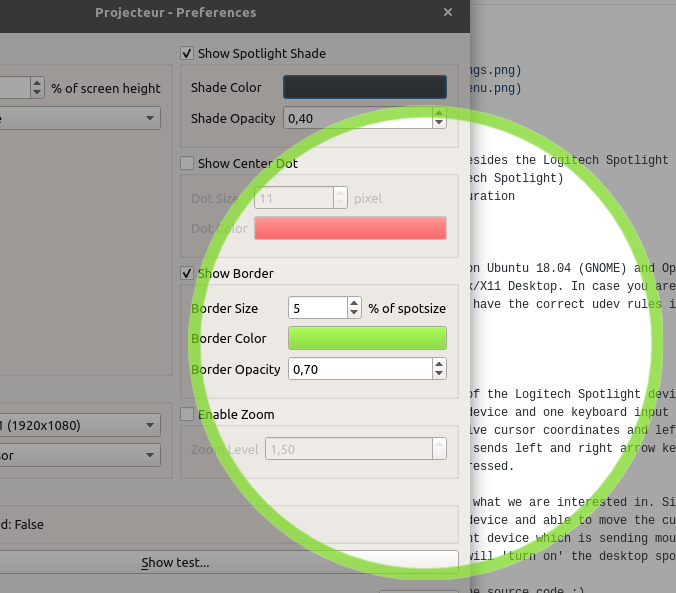 Projecteur - Preferences ×
Show Spotlight Shade
Shade Color
Shade Opacity 0,40
% of screen height
Show Center Dot
Dot Size 11 pixel
Dot Color
Show Border
Border Size 5 % of spotsize
Border Color
Border Opacity 0,70
Enable Zoom
Zoom Level 1,50
(1920x1080)
d: False
Show test...
ngs.png)
enu.png)
esides the Logitech Spotlight
ech Spotlight)
uration
on Ubuntu 18.04 (GNOME) and Op
x/X11 Desktop. In case you are
have the correct udev rules i
of the Logitech Spotlight devi
device and one keyboard input
ive cursor coordinates and lef
sends left and right arrow ke
ressed.
what we are interested in. Si
device and able to move the cu
nt device which is sending mou
will 'turn on' the desktop spo
he source code :)